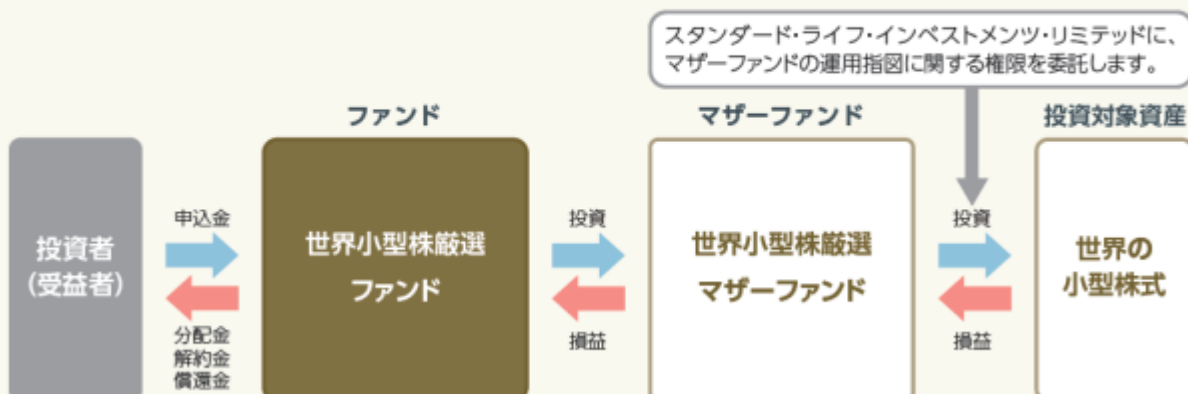 スタンダード・ライフ・インベストメンツ・リミテッドに、
マザーファンドの運用指図に関する権限を委託します。
ファンド
マザーファンド
投資対象資産
投資者
(受益者)
申込金
分配金
解約金
償還金
世界小型株厳選
ファンド
投資
損益
世界小型株厳選
マザーファンド
投資
損益
世界の
小型株式